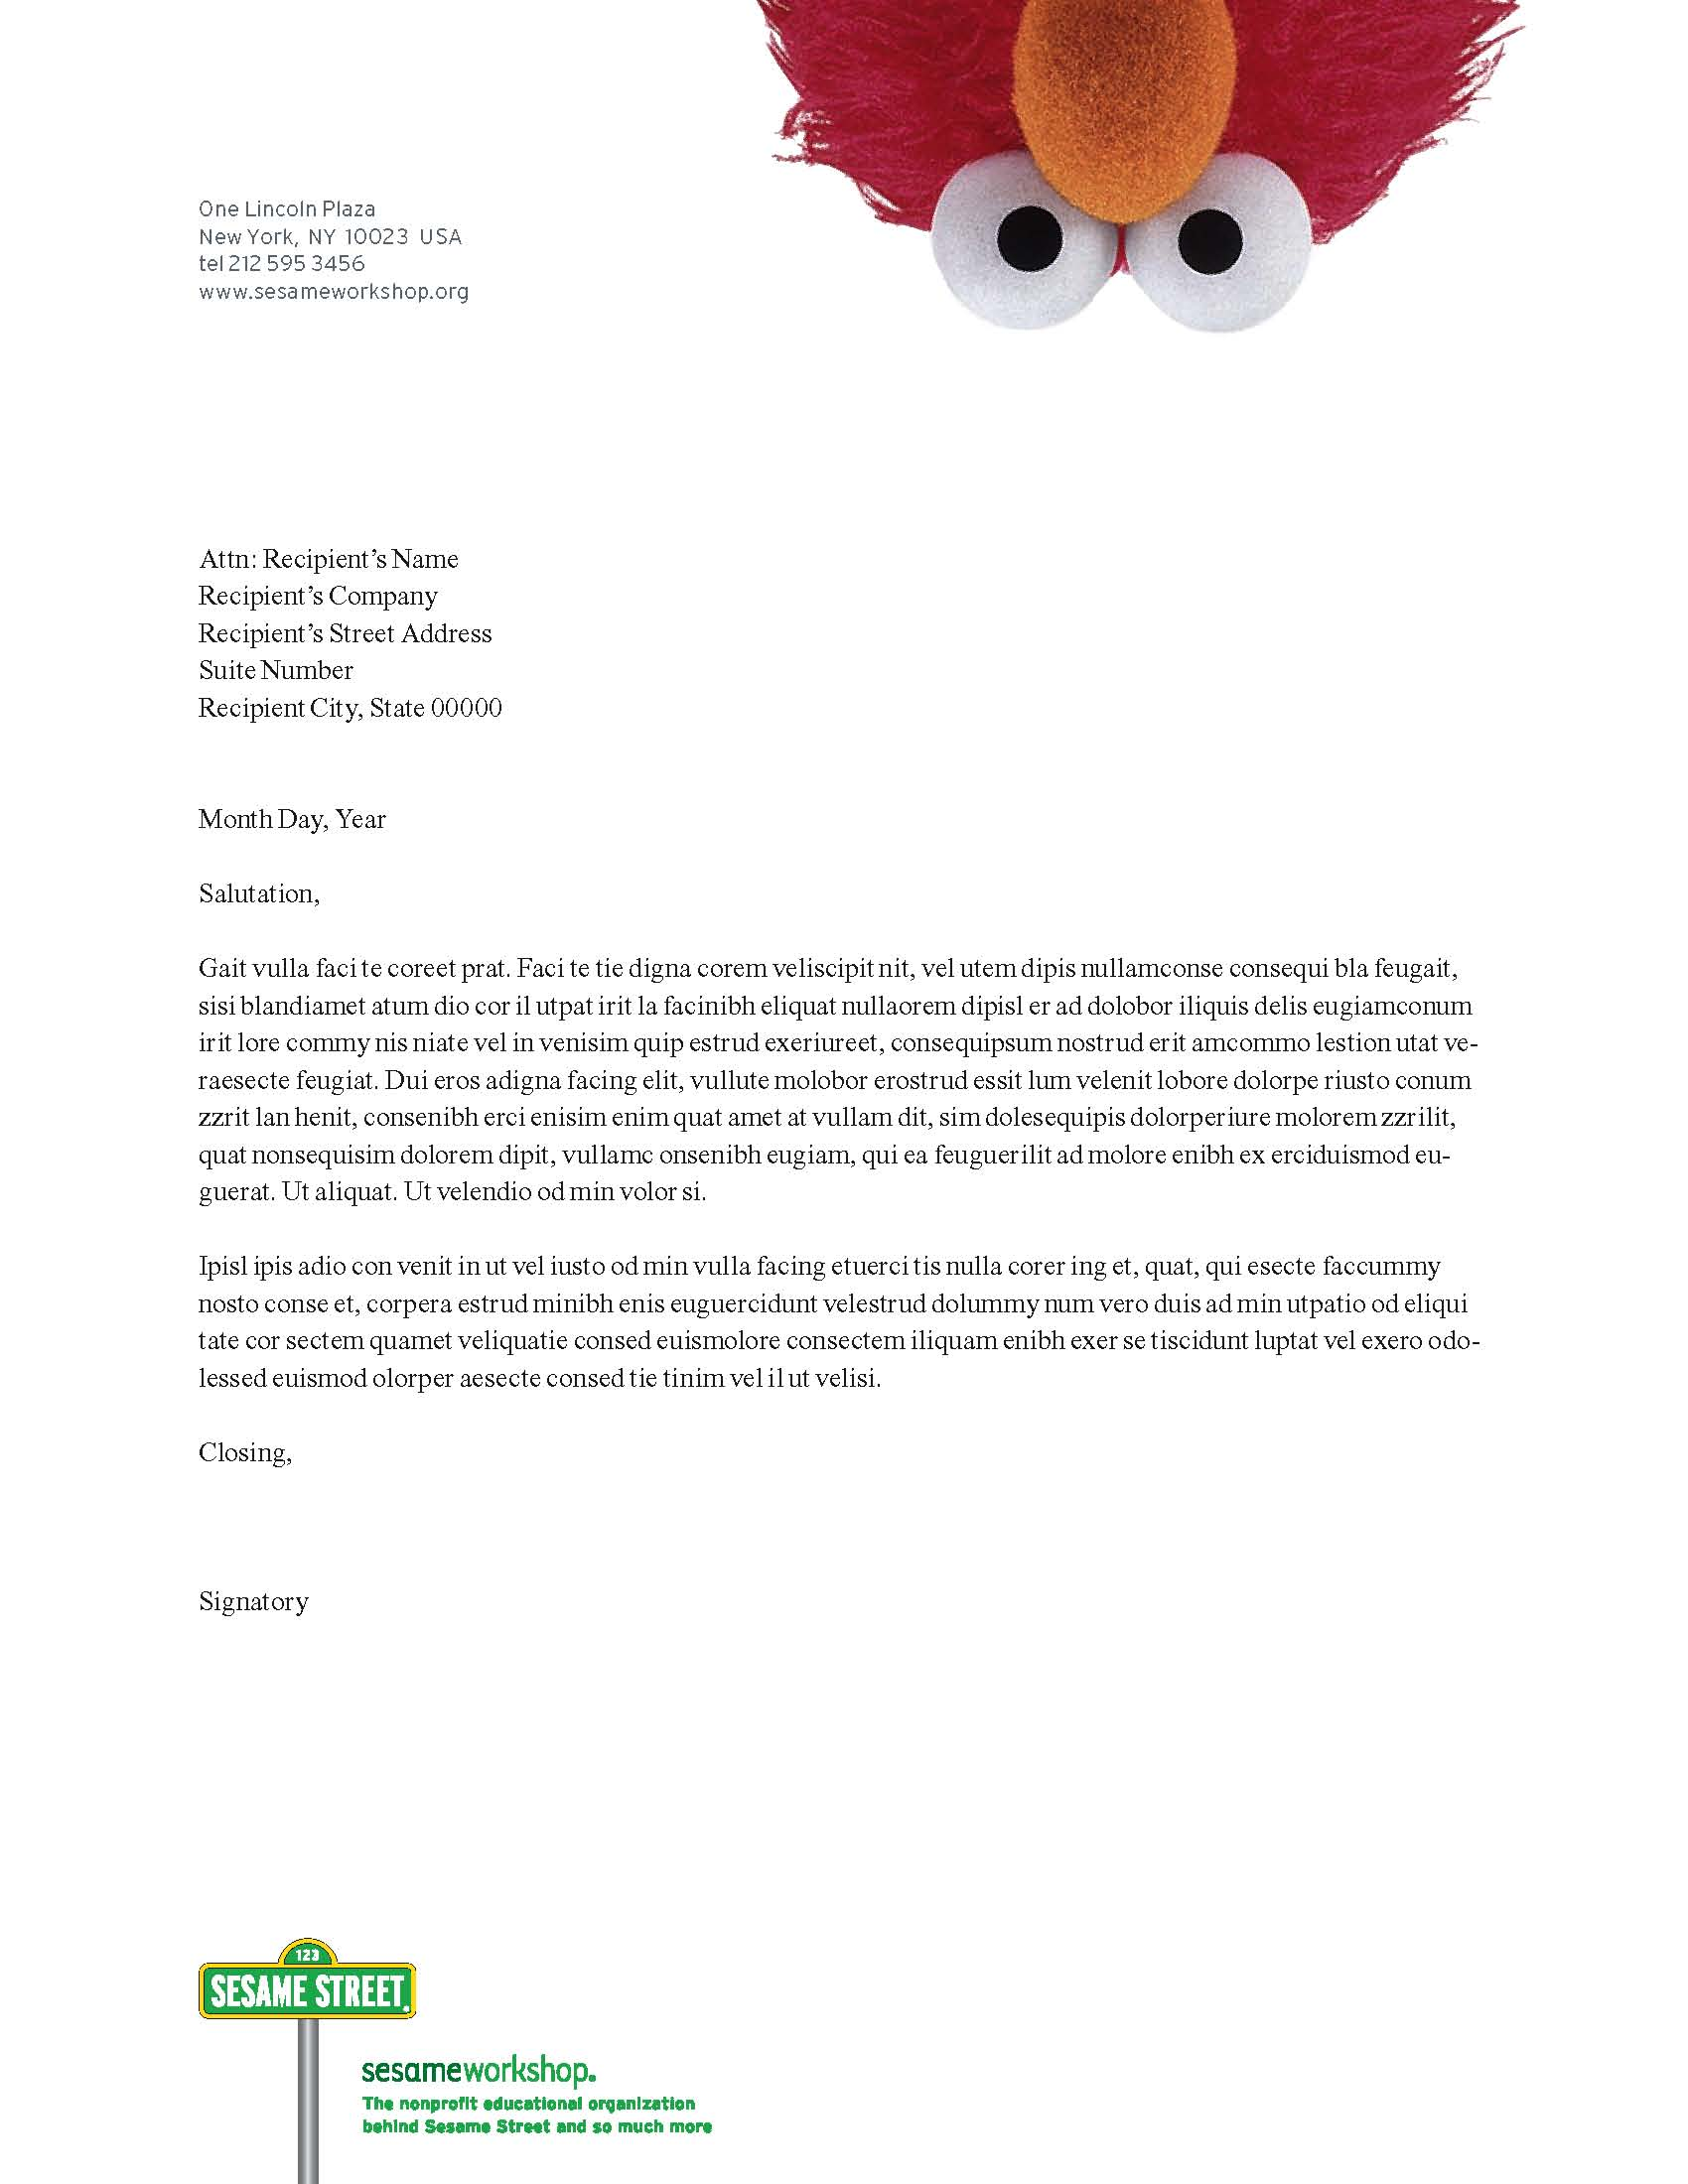 One Lincoln Plaza
New York, NY 10023 USA
tel 212 595 3456
www.sesameworkshop.org
Attn: Recipient’s Name
Recipient’s Company
Recipient’s Street Address
Suite Number
Recipient City, State 00000
Month Day, Year
Salutation,
Gait vulla faci te coreet prat. Faci te tie digna corem veliscipit nit, vel utem dipis nullamconse consequi bla feugait,
sisi blandiamet atum dio cor il utpat irit la facinibh eliquat nullaorem dipisl er ad dolobor iliquis delis eugiamconum
irit lore commy nis niate vel in venisim quip estrud exeriureet, consequipsum nostrud erit amcommo lestion utat ve-
raesecte feugiat. Dui eros adigna facing elit, vullute molobor erostrud essit lum velenit lobore dolorpe riusto conum
zzrit lan henit, consenibh erci enisim enim quat amet at vullam dit, sim dolesequipis dolorperiure molorem zzrilit,
quat nonsequisim dolorem dipit, vullamc onsenibh eugiam, qui ea feuguerilit ad molore enibh ex erciduismod eu-
guerat. Ut aliquat. Ut velendio od min volor si.
Ipisl ipis adio con venit in ut vel iusto od min vulla facing etuerci tis nulla corer ing et, quat, qui esecte faccummy
nosto conse et, corpera estrud minibh enis euguercidunt velestrud dolummy num vero duis ad min utpatio od eliqui
tate cor sectem quamet veliquatie consed euismolore consectem iliquam enibh exer se tiscidunt luptat vel exero odo-
lessed euismod olorper aesecte consed tie tinim vel il ut velisi.
Closing,
Signatory
123
SESAME STREET
sesameworkshop.
The nonprofit educational organization
behind Sesame Street and so much more